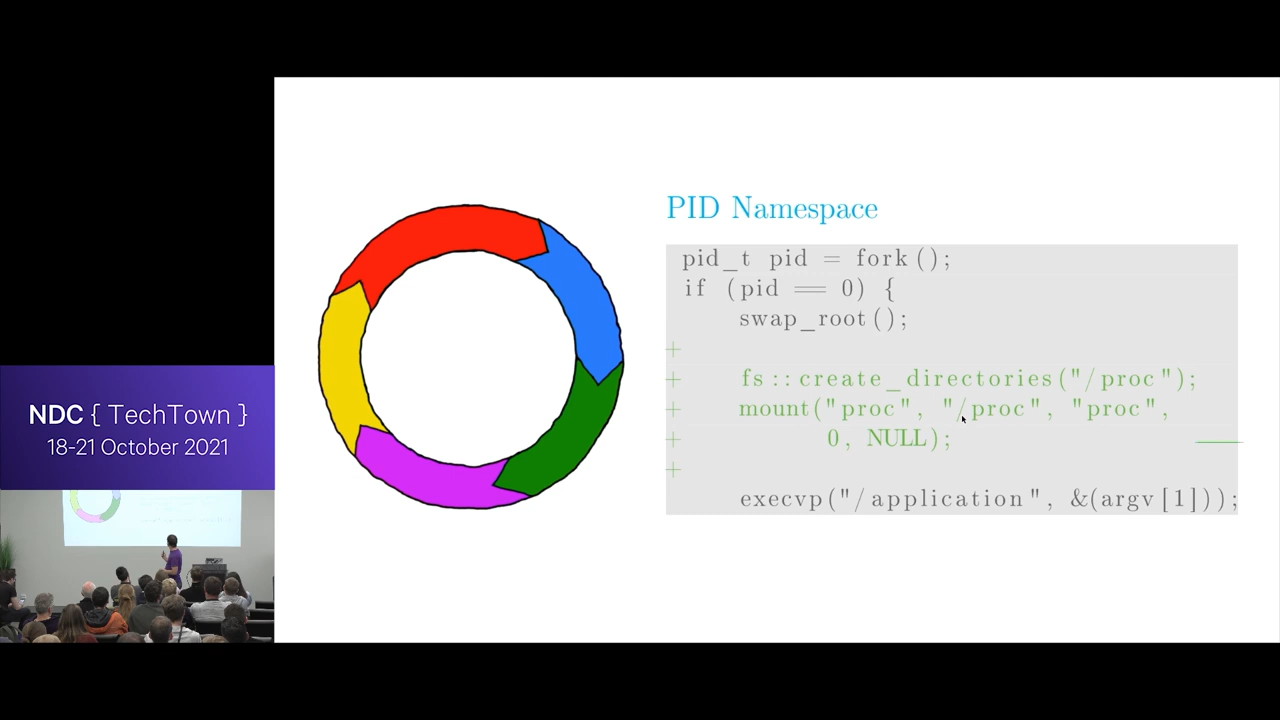 PID Namespace
pid_t pid = fork();
if (pid == 0) {
swap_root();
+
+ fs::create_directories("/proc");
+ mount("proc", "/proc", "proc",
+ 0, NULL);
+
execvp("/application", &(argv[1]));
NDC { TechTown }
18-21 October 2021